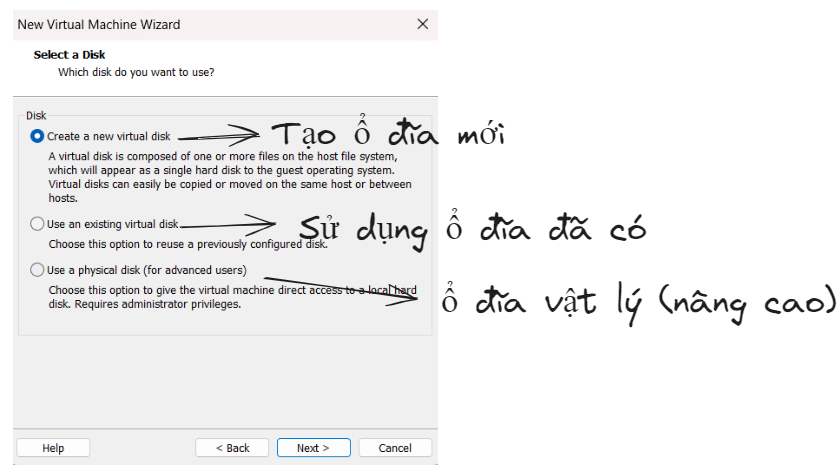 New Virtual Machine Wizard
Select a Disk
Which disk do you want to use?
Disk
Create a new virtual disk
Tạo ổ đĩa mới
A virtual disk is composed of one or more files on the host file system,
which will appear as a single hard disk to the guest operating system.
Virtual disks can easily be copied or moved on the same host or between
hosts.
Use an existing virtual disk
Sử dụng ổ đĩa đã có
Choose this option to reuse a previously configured disk.
Use a physical disk (for advanced users)
ổ đĩa vật lý (nâng cao)
Choose this option to give the virtual machine direct access to a local hard
disk. Requires administrator privileges.
Help
< Back
Next >
Cancel